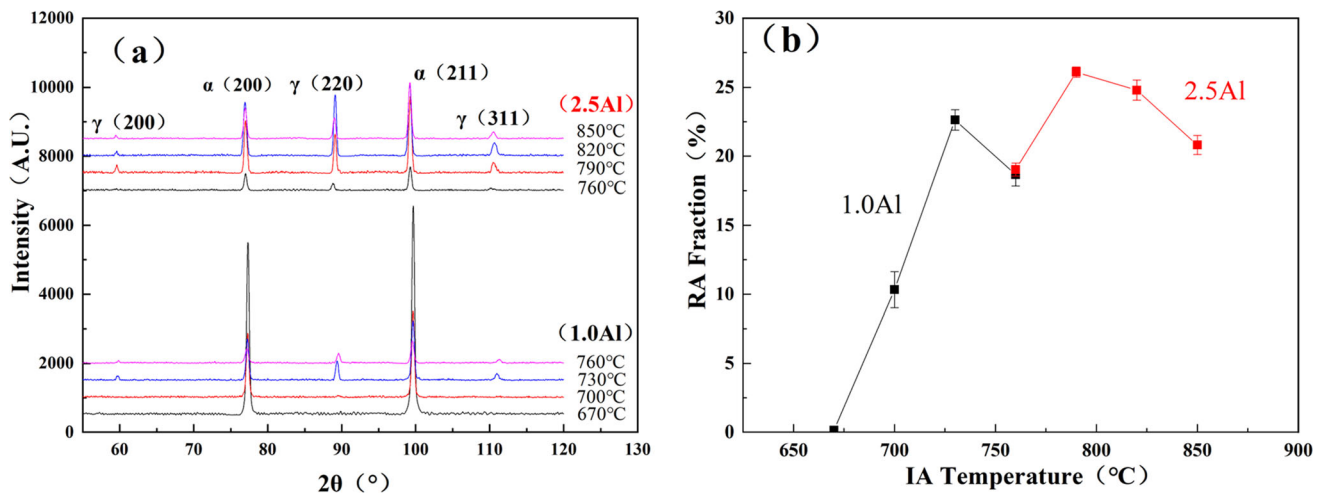 (a)
12000
10000
8000
6000
4000
2000
0
Intensity（A.U.）
γ（200）
α（200）
γ（220）
α（211）
γ（311）
（2.5Al）
850℃
820℃
790℃
760℃
（1.0Al）
760℃
730℃
700℃
670℃
60 70 80 90 100 110 120 130
2θ（°）
（b）
30
25
20
15
10
5
0
RA Fraction（%）
1.0Al
2.5Al
650 700 750 800 850 900
IA Temperature（℃）